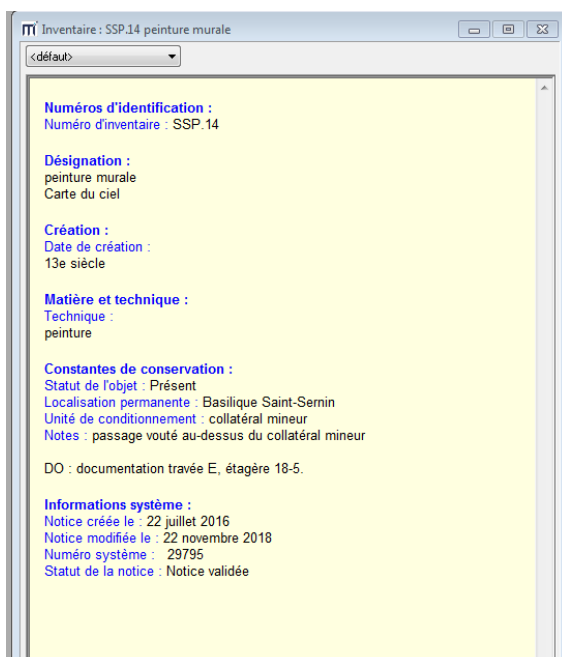 Inventaire : SSP.14 peinture murale
<défaut>
Numéros d'identification :
Numéro d'inventaire : SSP.14
Désignation :
peinture murale
Carte du ciel
Création :
Date de création :
13e siècle
Matière et technique :
Technique :
peinture
Constantes de conservation :
Statut de l'objet : Présent
Localisation permanente : Basilique Saint-Sernin
Unité de conditionnement : collatéral mineur
Notes : passage vouté au-dessus du collatéral mineur
DO : documentation travée E, étagère 18-5.
Informations système :
Notice créée le : 22 juillet 2016
Notice modifiée le : 22 novembre 2018
Numéro système : 29795
Statut de la notice : Notice validée